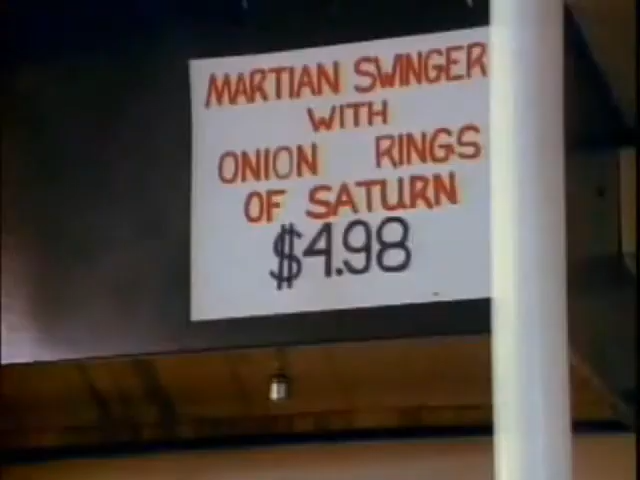 MARTIAN SWINGER
WITH
ONION RINGS
OF SATURN
$4.98